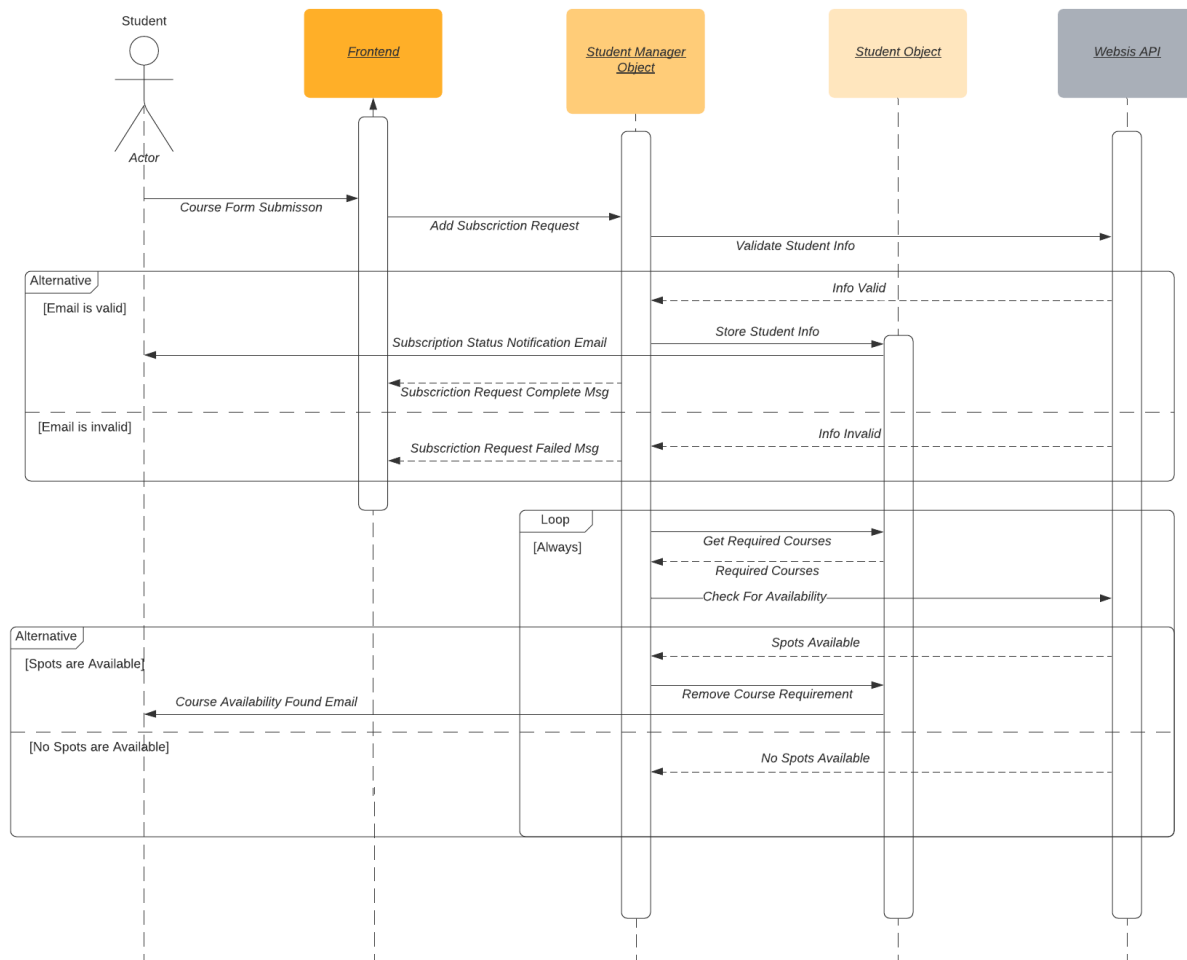 Student
Frontend
Student Manager
Object
Student Object
Websis API
Actor
Course Form Submisson
Add Subscriction Request
Validate Student Info
Alternative
[Email is valid]
Info Valid
Store Student Info
Subscription Status Notification Email
Subscriction Request Complete Msg
[Email is invalid]
Info Invalid
Subscriction Request Failed Msg
Loop
[Always]
Get Required Courses
Required Courses
Check For Availability
Alternative
[Spots are Available]
Spots Available
Remove Course Requirement
Course Availability Found Email
[No Spots are Available]
No Spots Available